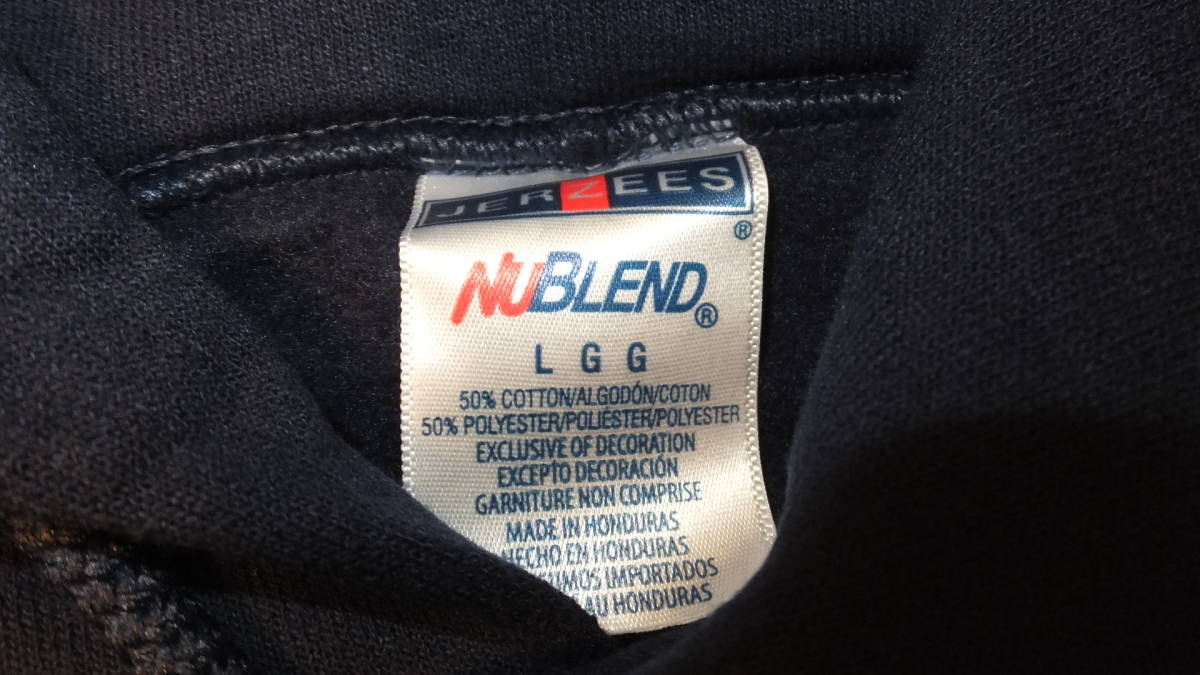 JERZEES
®
NUBLEND®
L G G
50% COTTON/ALGODÓN/COTON
50% POLYESTER/POLIÉSTER/POLYESTER
EXCLUSIVE OF DECORATION
EXCEPTO DECORACIÓN
GARNITURE NON COMPRISE
MADE IN HONDURAS
HECHO EN HONDURAS
IMPORTADOS
AU HONDURAS